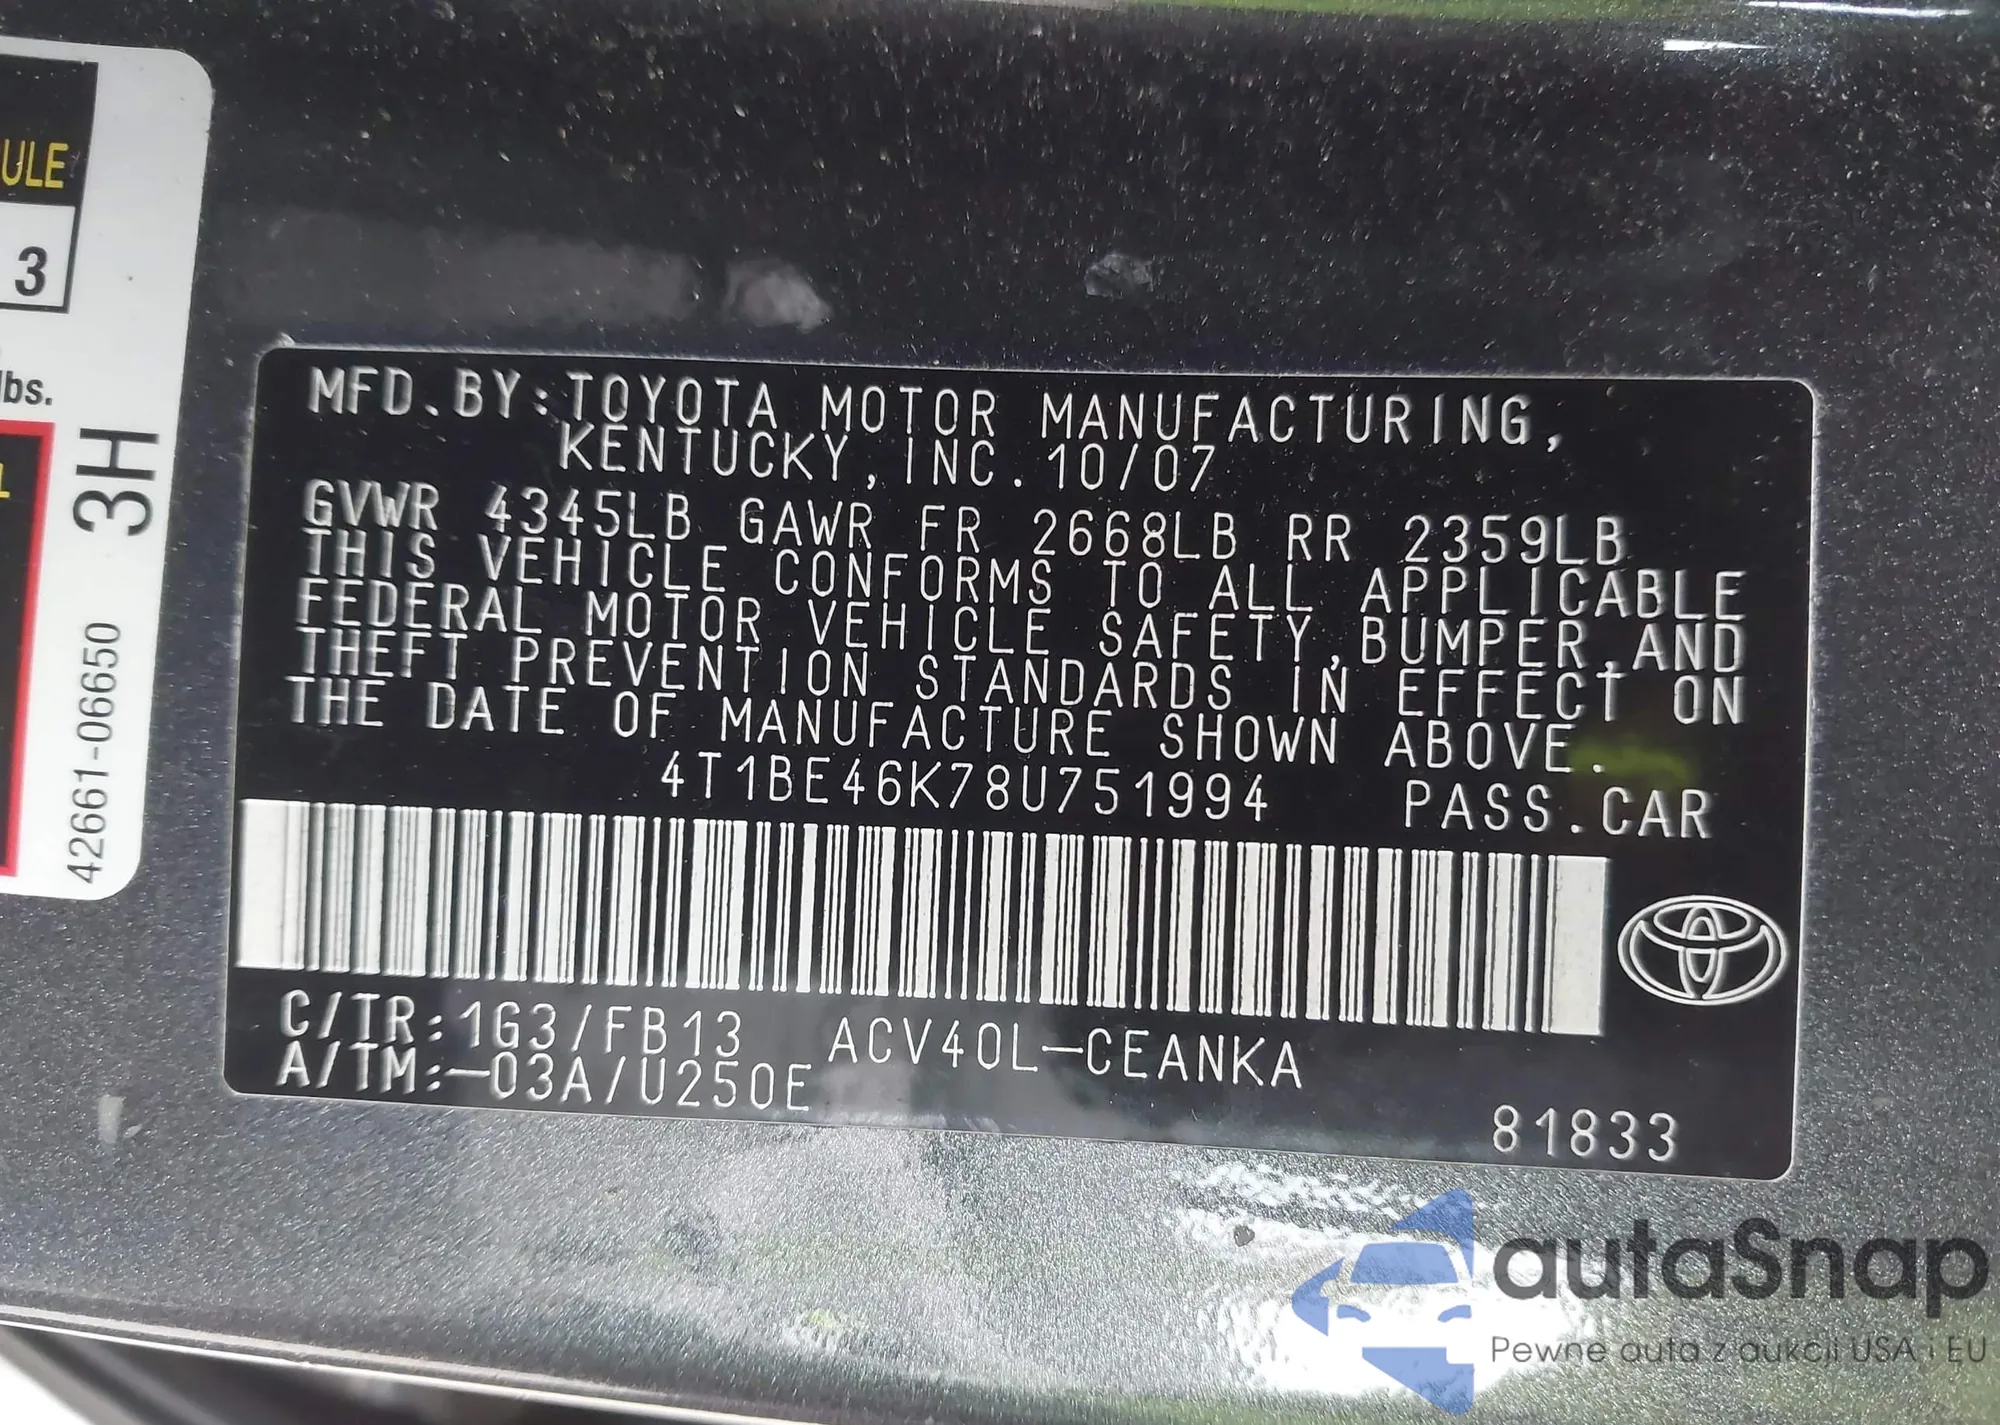 ULE
3
lbs.
3H
42661-06650
MFD.BY:TOYOTA MOTOR MANUFACTURING,
KENTUCKY,INC.10/07
GVWR 4345LB GAWR FR 2668LB RR 2359LB
THIS VEHICLE CONFORMS TO ALL APPLICABLE
FEDERAL MOTOR VEHICLE SAFETY,BUMPER,AND
THEFT PREVENTION STANDARDS IN EFFECT ON
THE DATE OF MANUFACTURE SHOWN ABOVE.
4T1BE46K78U751994 PASS.CAR
C/TR:1G3/FB13 ACV40L-CEANKA
A/TM:-03A/U250E
81833
autaSnap
Pewne auta z aukcji USA i EU